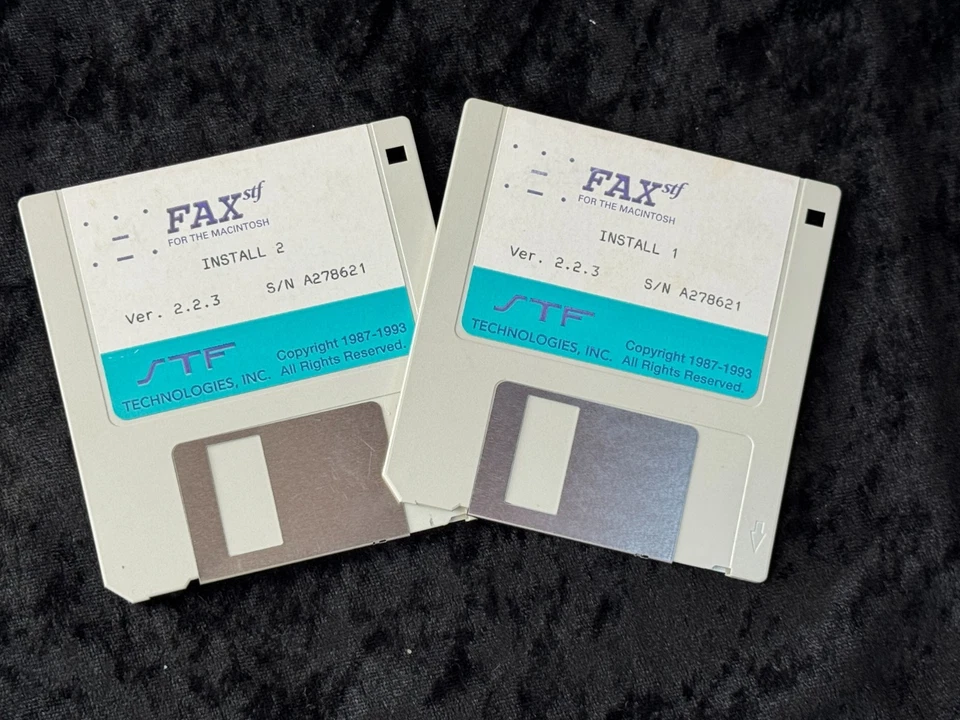 FAXstf
FOR THE MACINTOSH
INSTALL 2
Ver. 2.2.3 S/N A278621
STF
TECHNOLOGIES, INC.
Copyright 1987-1993
All Rights Reserved.
FAXstf
FOR THE MACINTOSH
INSTALL 1
Ver. 2.2.3 S/N A278621
STF
TECHNOLOGIES, INC.
Copyright 1987-1993
All Rights Reserved.